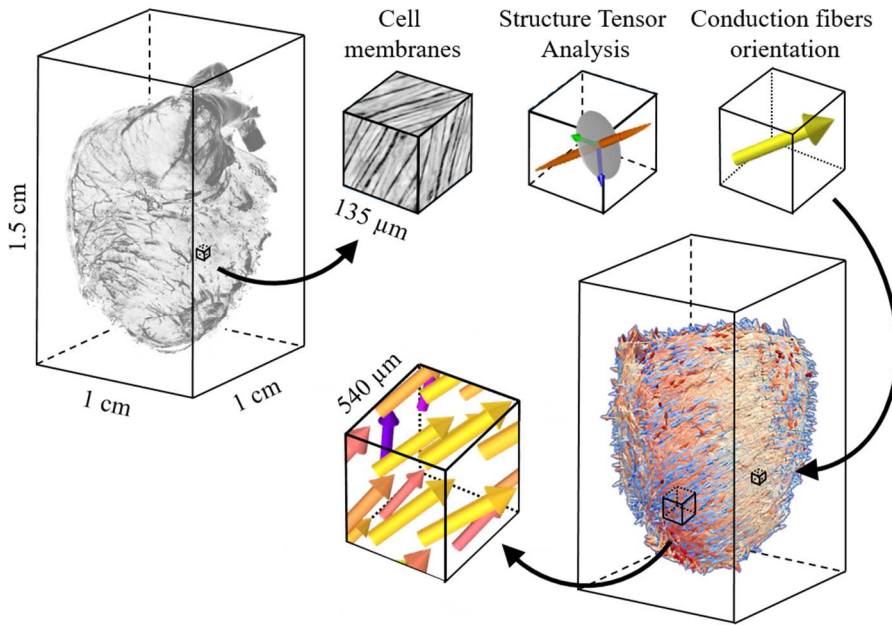 Cell
membranes
Structure Tensor
Analysis
Conduction fibers
orientation
1.5 cm
135 µm
1 cm
1 cm
540 µm